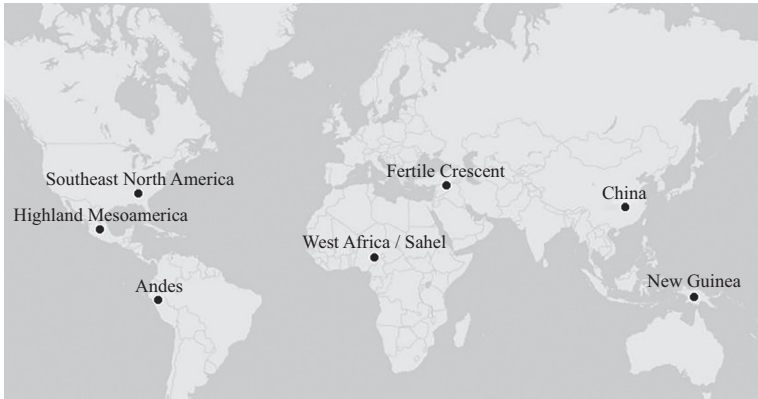 Southeast North America
Fertile Crescent
China
Highland Mesoamerica
West Africa / Sahel
Andes
New Guinea